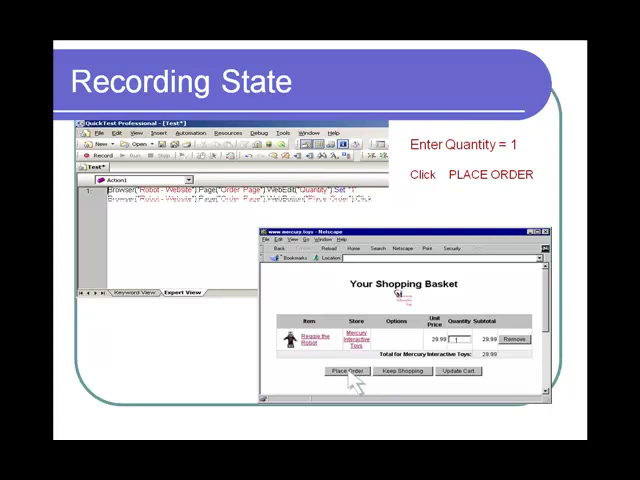 Recording State
QuickTest Professional - [Test*]
File Edit View Insert Automation Resources Debug Tools Window Help
New Open
Record Run Stop
Test*
Action1
1: Browser("Robot - Website").Page("Order Page").WebEdit("Quantity").Set "1"
Browser("Robot - Website").Page("Order Page").WebButton("Place Order").Click
Keyword View Expert View
Enter Quantity = 1
Click PLACE ORDER
www.mercury.toys - Netscape
File Edit View Go Window Help
Back Reload Home Search Netscape Print Security
Bookmarks Location
Your Shopping Basket
Item Store Options Unit Price Quantity Subtotal
Reggie the Robot Mercury Interactive Toys 29.99 1 29.99 Remove
Total for Mercury Interactive Toys: 29.99
Place Order Keep Shopping Update Cart